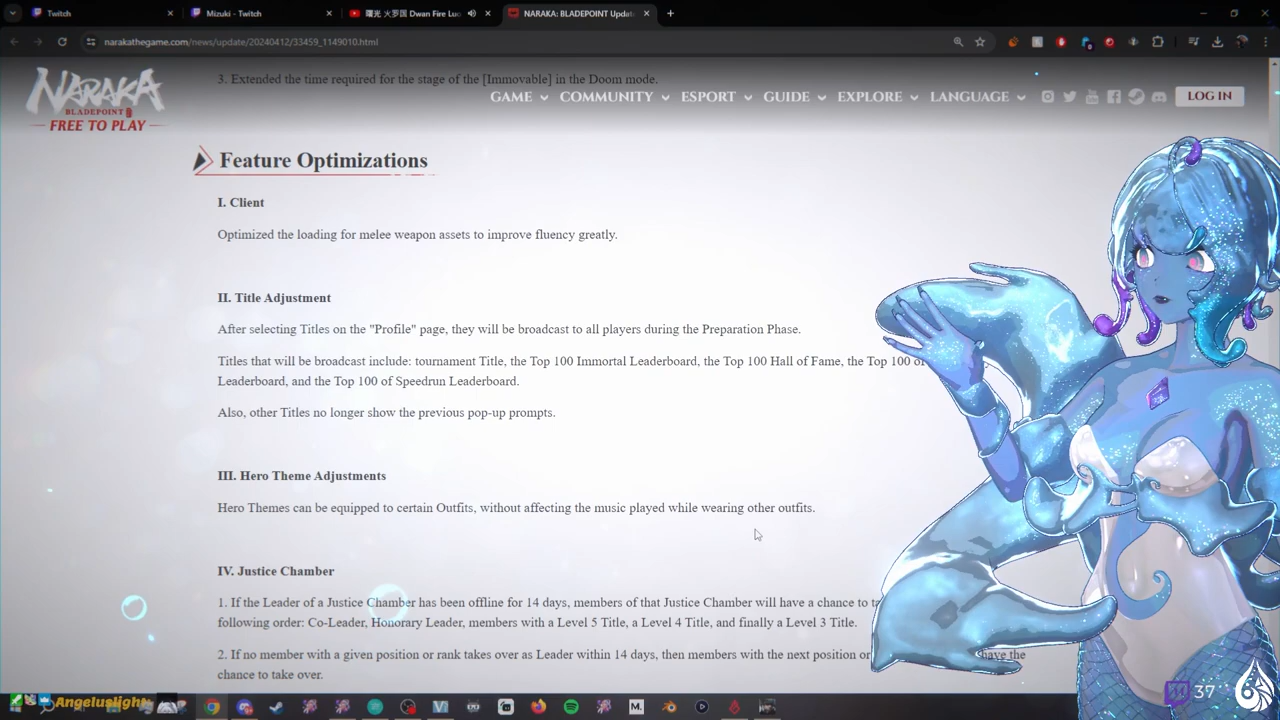 Twitch
Mizuki - Twitch
曙光 火罗国 Dwan Fire Luo
NARAKA: BLADEPOINT Updat
narakathegame.com/news/update/20240412/33459_1149010.html
3. Extended the time required for the stage of the [Immovable] in the Doom mode.
NARAKA
BLADEPOINT
FREE TO PLAY
GAME COMMUNITY ESPORT GUIDE EXPLORE LANGUAGE LOG IN
Feature Optimizations
I. Client
Optimized the loading for melee weapon assets to improve fluency greatly.
II. Title Adjustment
After selecting Titles on the "Profile" page, they will be broadcast to all players during the Preparation Phase.
Titles that will be broadcast include: tournament Title, the Top 100 Immortal Leaderboard, the Top 100 Hall of Fame, the Top 100 of
Leaderboard, and the Top 100 of Speedrun Leaderboard.
Also, other Titles no longer show the previous pop-up prompts.
III. Hero Theme Adjustments
Hero Themes can be equipped to certain Outfits, without affecting the music played while wearing other outfits.
IV. Justice Chamber
1. If the Leader of a Justice Chamber has been offline for 14 days, members of that Justice Chamber will have a chance to
following order: Co-Leader, Honorary Leader, members with a Level 5 Title, a Level 4 Title, and finally a Level 3 Title.
2. If no member with a given position or rank takes over as Leader within 14 days, then members with the next position or have the
chance to take over.
Angeluslight
37